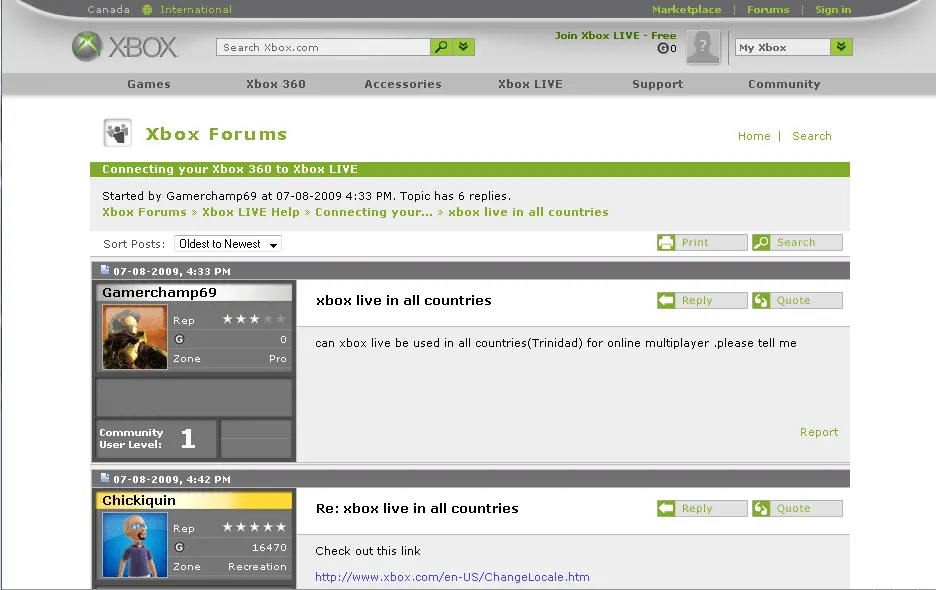 Canada International Marketplace | Forums | Sign in
XBOX
Search Xbox.com
Join Xbox LIVE - Free
G 0
?
My Xbox
Games Xbox 360 Accessories Xbox LIVE Support Community
Xbox Forums
Home | Search
Connecting your Xbox 360 to Xbox LIVE
Started by Gamerchamp69 at 07-08-2009 4:33 PM. Topic has 6 replies.
Xbox Forums » Xbox LIVE Help » Connecting your... » xbox live in all countries
Sort Posts: Oldest to Newest
Print Search
07-08-2009, 4:33 PM
Gamerchamp69
Rep
G 0
Zone Pro
Community
User Level: 1
xbox live in all countries
Reply Quote
can xbox live be used in all countries(Trinidad) for online multiplayer .please tell me
Report
07-08-2009, 4:42 PM
Chickiquin
Rep
G 16470
Zone Recreation
Re: xbox live in all countries
Reply Quote
Check out this link
http://www.xbox.com/en-US/ChangeLocale.htm